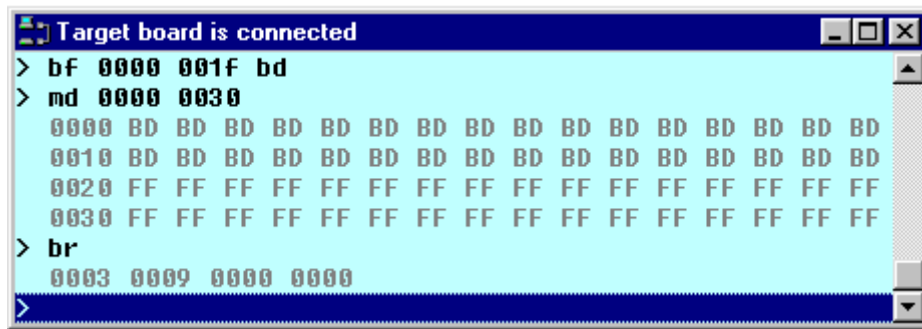 Target board is connected
> bf 0000 001f bd
> md 0000 0030
0000 BD BD BD BD BD BD BD BD BD BD BD BD BD BD BD BD
0010 BD BD BD BD BD BD BD BD BD BD BD BD BD BD BD BD
0020 FF FF FF FF FF FF FF FF FF FF FF FF FF FF FF FF
0030 FF FF FF FF FF FF FF FF FF FF FF FF FF FF FF FF
> br
0003 0009 0000 0000
>